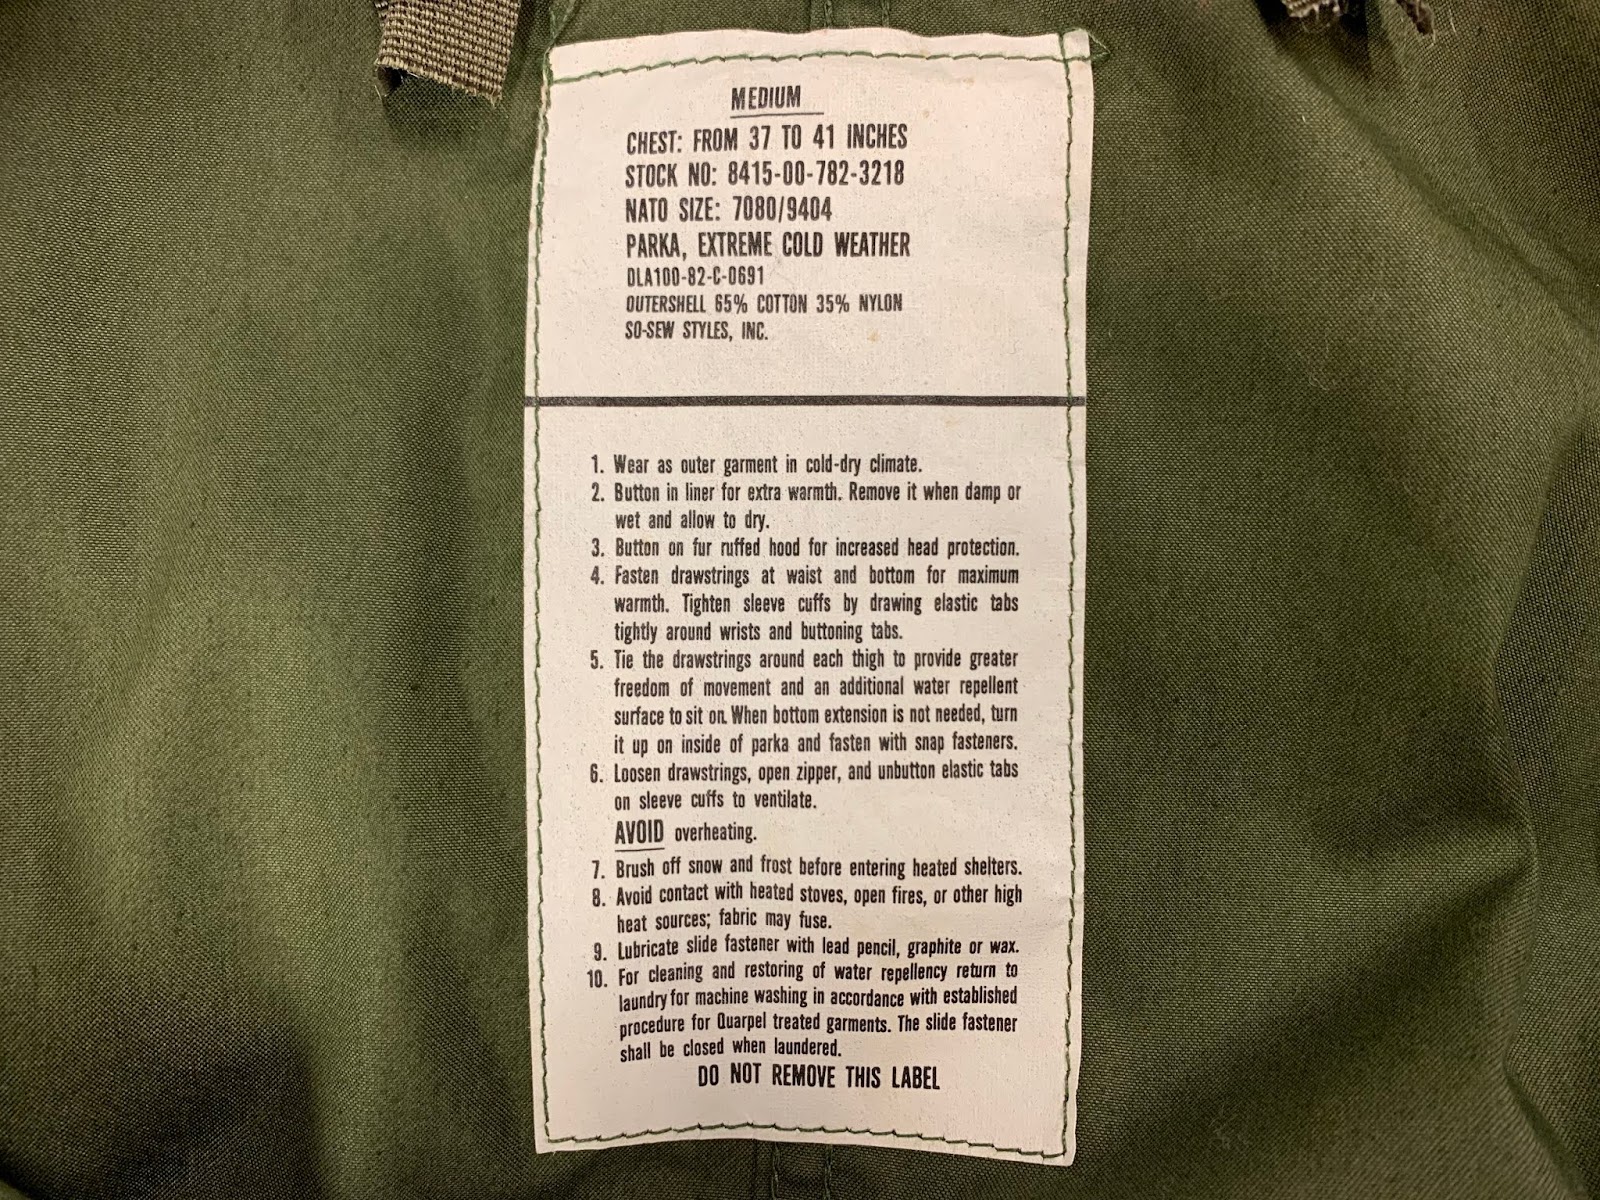 MEDIUM
CHEST: FROM 37 TO 41 INCHES
STOCK NO: 8415-00-782-3218
NATO SIZE: 7080/9404
PARKA, EXTREME COLD WEATHER
DLA100-82-C-0691
OUTERSHELL 65% COTTON 35% NYLON
SO-SEW STYLES, INC.
1. Wear as outer garment in cold-dry climate.
2. Button in liner for extra warmth. Remove it when damp or
wet and allow to dry.
3. Button on fur ruffed hood for increased head protection.
4. Fasten drawstrings at waist and bottom for maximum
warmth. Tighten sleeve cuffs by drawing elastic tabs
tightly around wrists and buttoning tabs.
5. Tie the drawstrings around each thigh to provide greater
freedom of movement and an additional water repellent
surface to sit on. When bottom extension is not needed, turn
it up on inside of parka and fasten with snap fasteners.
6. Loosen drawstrings, open zipper, and unbutton elastic tabs
on sleeve cuffs to ventilate.
AVOID overheating.
7. Brush off snow and frost before entering heated shelters.
8. Avoid contact with heated stoves, open fires, or other high
heat sources; fabric may fuse.
9. Lubricate slide fastener with lead pencil, graphite or wax.
10. For cleaning and restoring of water repellency return to
laundry for machine washing in accordance with established
procedure for Quarpel treated garments. The slide fastener
shall be closed when laundered.
DO NOT REMOVE THIS LABEL